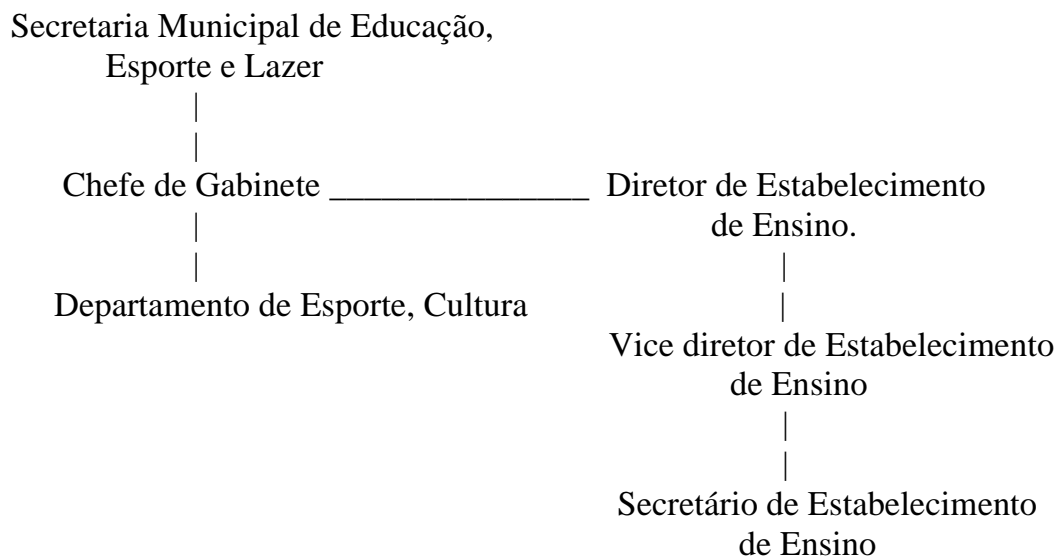 Secretaria Municipal de Educação,
Esporte e Lazer
|
|
Chefe de Gabinete _______________ Diretor de Estabelecimento
| de Ensino.
| |
Departamento de Esporte, Cultura |
Vice diretor de Estabelecimento
de Ensino
|
|
Secretário de Estabelecimento
de Ensino